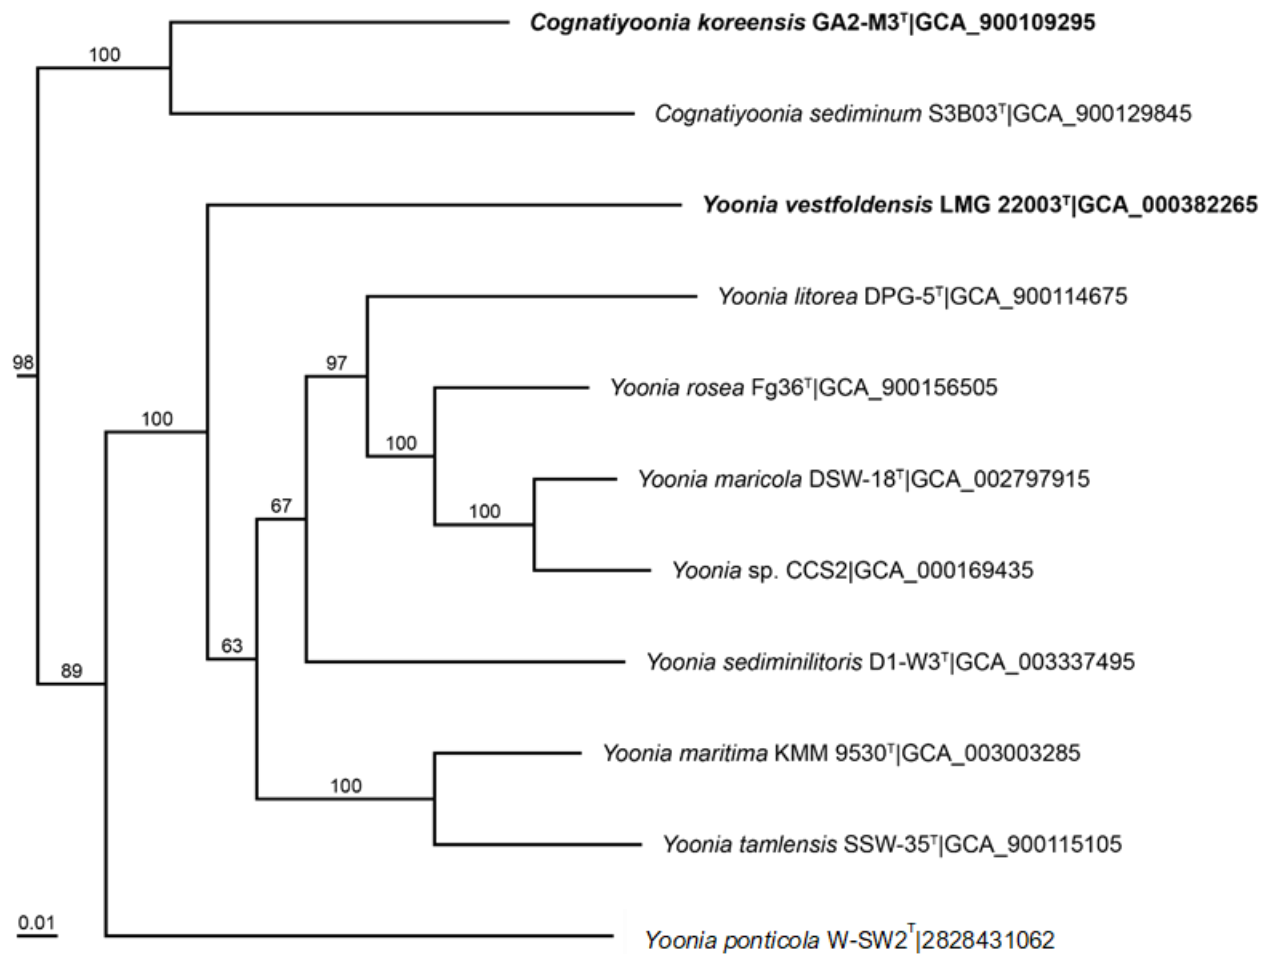 Cognatiyoonia koreensis GA2-M3ᵀ|GCA_900109295
100
Cognatiyoonia sediminum S3B03ᵀ|GCA_900129845
Yoonia vestfoldensis LMG 22003ᵀ|GCA_000382265
Yoonia litorea DPG-5ᵀ|GCA_900114675
98
97
Yoonia rosea Fg36ᵀ|GCA_900156505
100
100
Yoonia maricola DSW-18ᵀ|GCA_002797915
67
100
Yoonia sp. CCS2|GCA_000169435
63
Yoonia sediminilitoris D1-W3ᵀ|GCA_003337495
89
Yoonia maritima KMM 9530ᵀ|GCA_003003285
100
Yoonia tamlensis SSW-35ᵀ|GCA_900115105
0.01
Yoonia ponticola W-SW2ᵀ|2828431062